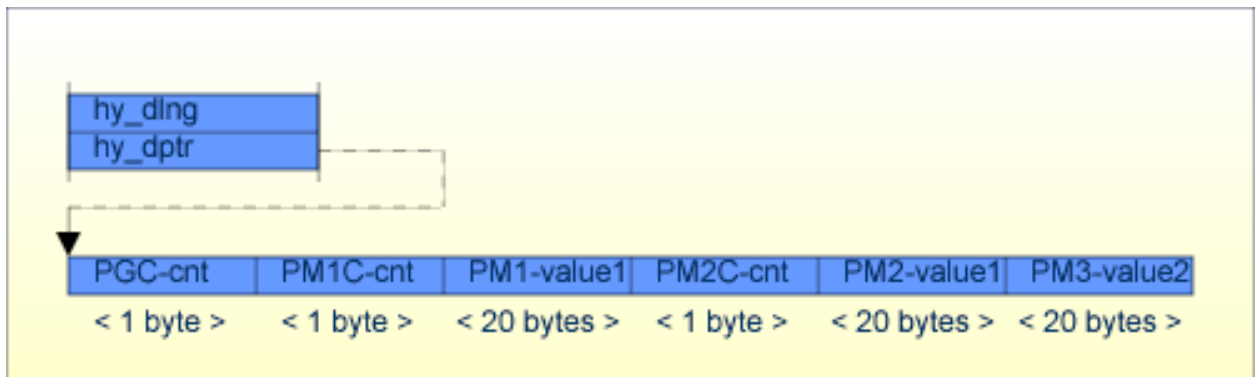 hy_dlng
hy_dptr
PGC-cnt PM1C-cnt PM1-value1 PM2C-cnt PM2-value1 PM3-value2
< 1 byte > < 1 byte > < 20 bytes > < 1 byte > < 20 bytes > < 20 bytes >